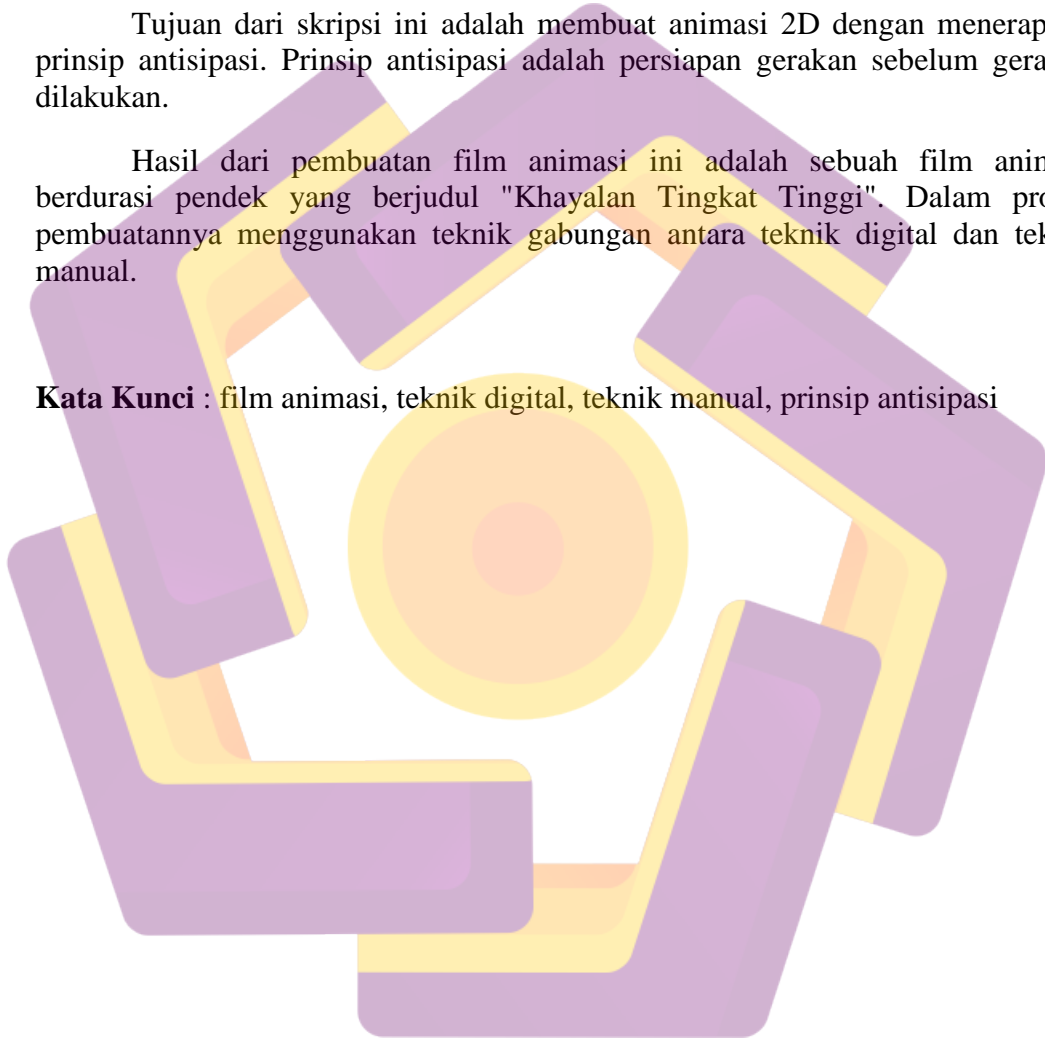 Tujuan dari skripsi ini adalah membuat animasi 2D dengan menerap
prinsip antisipasi. Prinsip antisipasi adalah persiapan gerakan sebelum gera
dilakukan.
Hasil dari pembuatan film animasi ini adalah sebuah film anim
berdurasi pendek yang berjudul "Khayalan Tingkat Tinggi". Dalam pro
pembuatannya menggunakan teknik gabungan antara teknik digital dan tek
manual.
Kata Kunci : film animasi, teknik digital, teknik manual, prinsip antisipasi